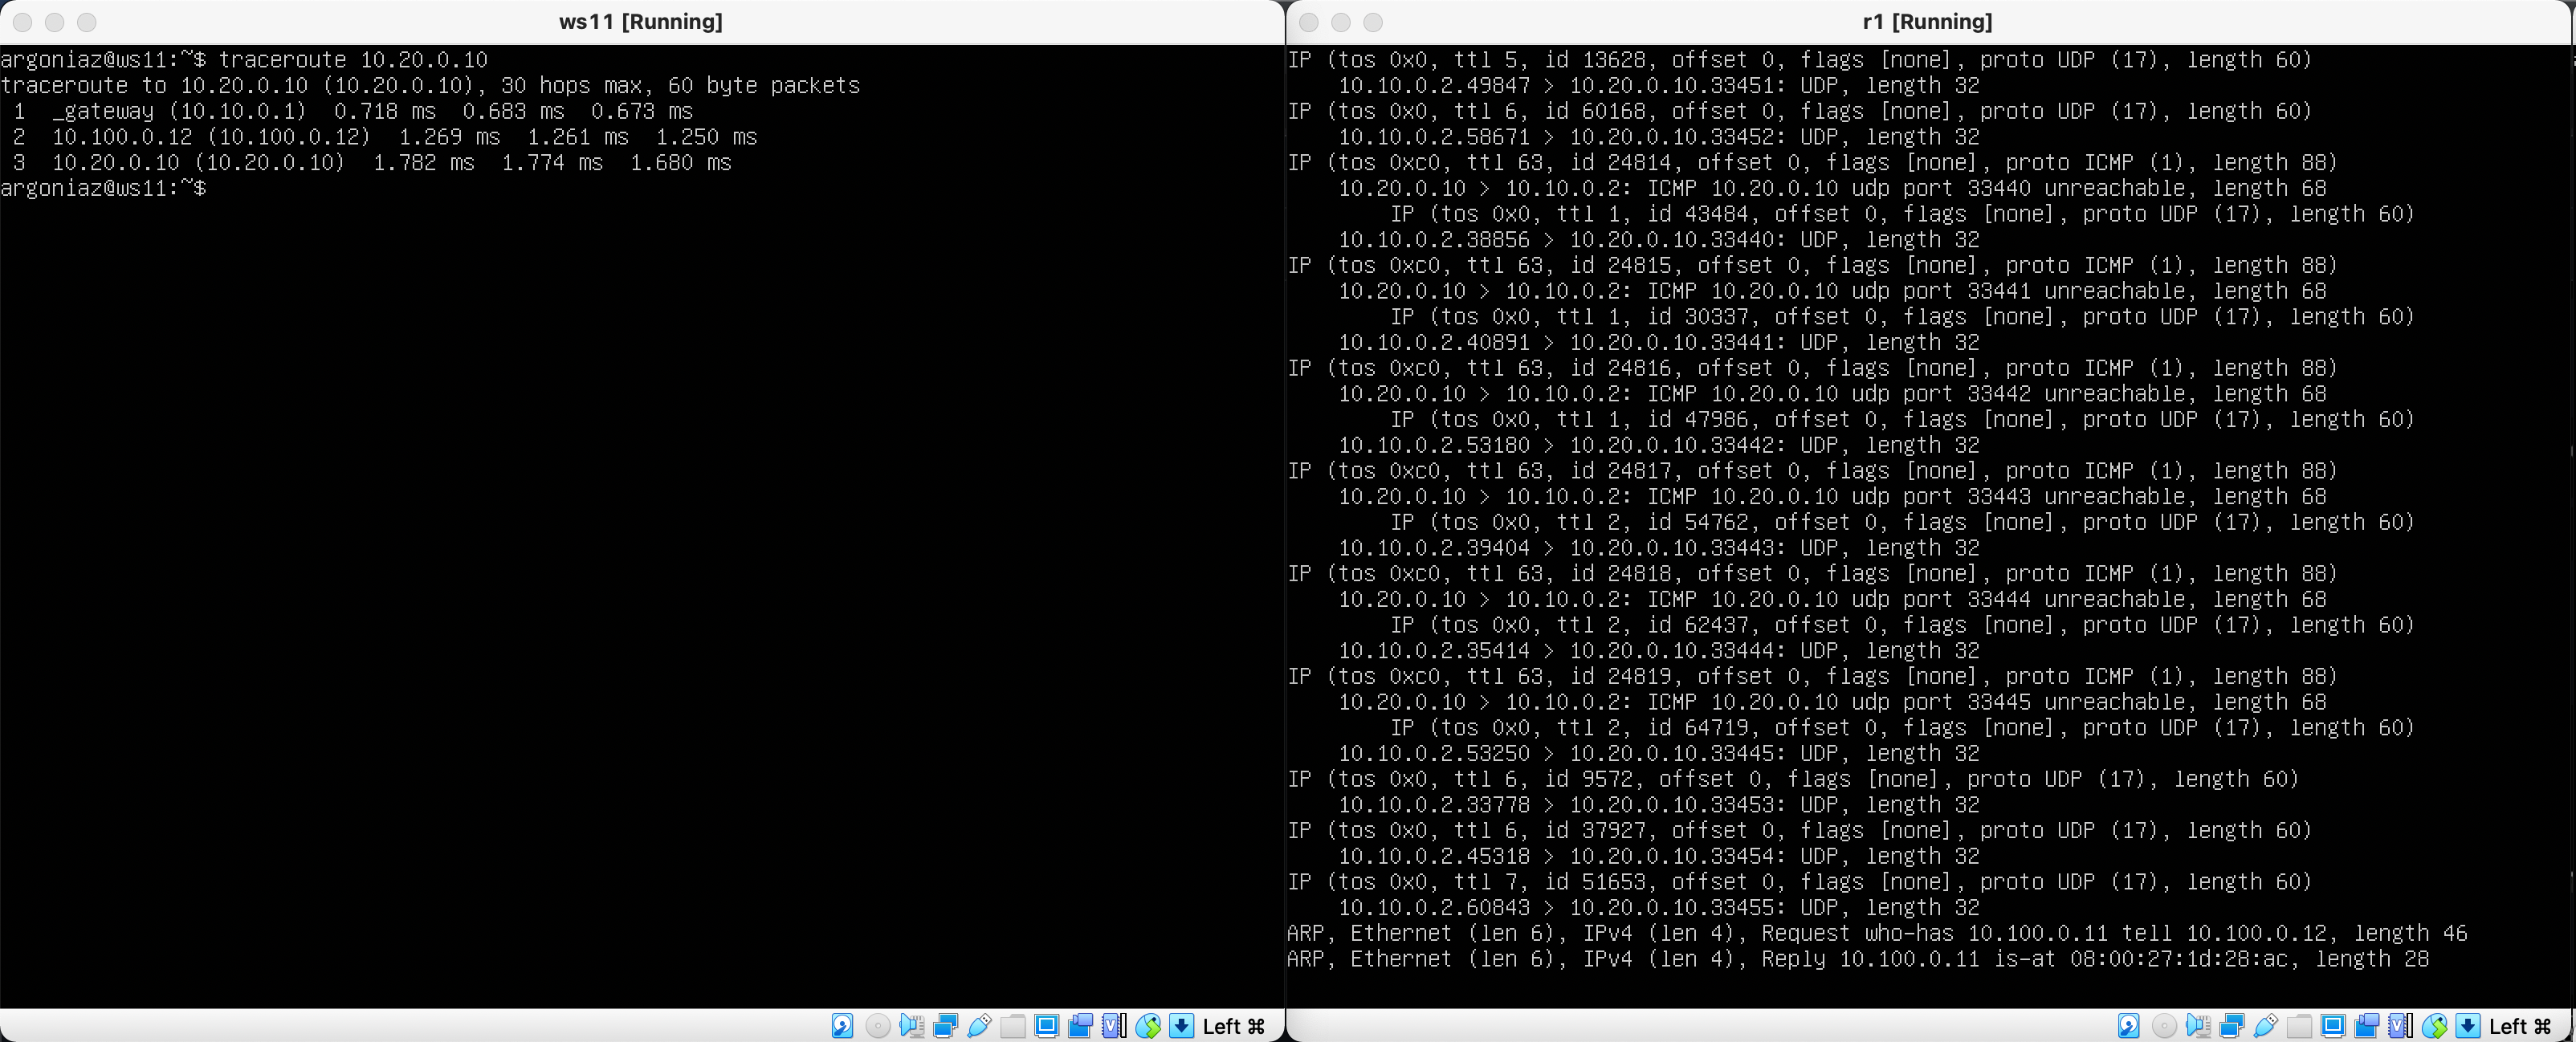 ws11 [Running]
argoniaz@ws11:~$ traceroute 10.20.0.10
traceroute to 10.20.0.10 (10.20.0.10), 30 hops max, 60 byte packets
 1  _gateway (10.10.0.1)  0.718 ms  0.683 ms  0.673 ms
 2  10.100.0.12 (10.100.0.12)  1.269 ms  1.261 ms  1.250 ms
 3  10.20.0.10 (10.20.0.10)  1.782 ms  1.774 ms  1.680 ms
argoniaz@ws11:~$
Left ⌘
r1 [Running]
IP (tos 0x0, ttl 5, id 13628, offset 0, flags [none], proto UDP (17), length 60)
    10.10.0.2.49847 > 10.20.0.10.33451: UDP, length 32
IP (tos 0x0, ttl 6, id 60168, offset 0, flags [none], proto UDP (17), length 60)
    10.10.0.2.58671 > 10.20.0.10.33452: UDP, length 32
IP (tos 0xc0, ttl 63, id 24814, offset 0, flags [none], proto ICMP (1), length 88)
    10.20.0.10 > 10.10.0.2: ICMP 10.20.0.10 udp port 33440 unreachable, length 68
        IP (tos 0x0, ttl 1, id 43484, offset 0, flags [none], proto UDP (17), length 60)
    10.10.0.2.38856 > 10.20.0.10.33440: UDP, length 32
IP (tos 0xc0, ttl 63, id 24815, offset 0, flags [none], proto ICMP (1), length 88)
    10.20.0.10 > 10.10.0.2: ICMP 10.20.0.10 udp port 33441 unreachable, length 68
        IP (tos 0x0, ttl 1, id 30337, offset 0, flags [none], proto UDP (17), length 60)
    10.10.0.2.40891 > 10.20.0.10.33441: UDP, length 32
IP (tos 0xc0, ttl 63, id 24816, offset 0, flags [none], proto ICMP (1), length 88)
    10.20.0.10 > 10.10.0.2: ICMP 10.20.0.10 udp port 33442 unreachable, length 68
        IP (tos 0x0, ttl 1, id 47986, offset 0, flags [none], proto UDP (17), length 60)
    10.10.0.2.53180 > 10.20.0.10.33442: UDP, length 32
IP (tos 0xc0, ttl 63, id 24817, offset 0, flags [none], proto ICMP (1), length 88)
    10.20.0.10 > 10.10.0.2: ICMP 10.20.0.10 udp port 33443 unreachable, length 68
        IP (tos 0x0, ttl 2, id 54762, offset 0, flags [none], proto UDP (17), length 60)
    10.10.0.2.39404 > 10.20.0.10.33443: UDP, length 32
IP (tos 0xc0, ttl 63, id 24818, offset 0, flags [none], proto ICMP (1), length 88)
    10.20.0.10 > 10.10.0.2: ICMP 10.20.0.10 udp port 33444 unreachable, length 68
        IP (tos 0x0, ttl 2, id 62437, offset 0, flags [none], proto UDP (17), length 60)
    10.10.0.2.35414 > 10.20.0.10.33444: UDP, length 32
IP (tos 0xc0, ttl 63, id 24819, offset 0, flags [none], proto ICMP (1), length 88)
    10.20.0.10 > 10.10.0.2: ICMP 10.20.0.10 udp port 33445 unreachable, length 68
        IP (tos 0x0, ttl 2, id 64719, offset 0, flags [none], proto UDP (17), length 60)
    10.10.0.2.53250 > 10.20.0.10.33445: UDP, length 32
IP (tos 0x0, ttl 6, id 9572, offset 0, flags [none], proto UDP (17), length 60)
    10.10.0.2.33778 > 10.20.0.10.33453: UDP, length 32
IP (tos 0x0, ttl 6, id 37927, offset 0, flags [none], proto UDP (17), length 60)
    10.10.0.2.45318 > 10.20.0.10.33454: UDP, length 32
IP (tos 0x0, ttl 7, id 51653, offset 0, flags [none], proto UDP (17), length 60)
    10.10.0.2.60843 > 10.20.0.10.33455: UDP, length 32
ARP, Ethernet (len 6), IPv4 (len 4), Request who-has 10.100.0.11 tell 10.100.0.12, length 46
ARP, Ethernet (len 6), IPv4 (len 4), Reply 10.100.0.11 is-at 08:00:27:1d:28:ac, length 28
Left ⌘